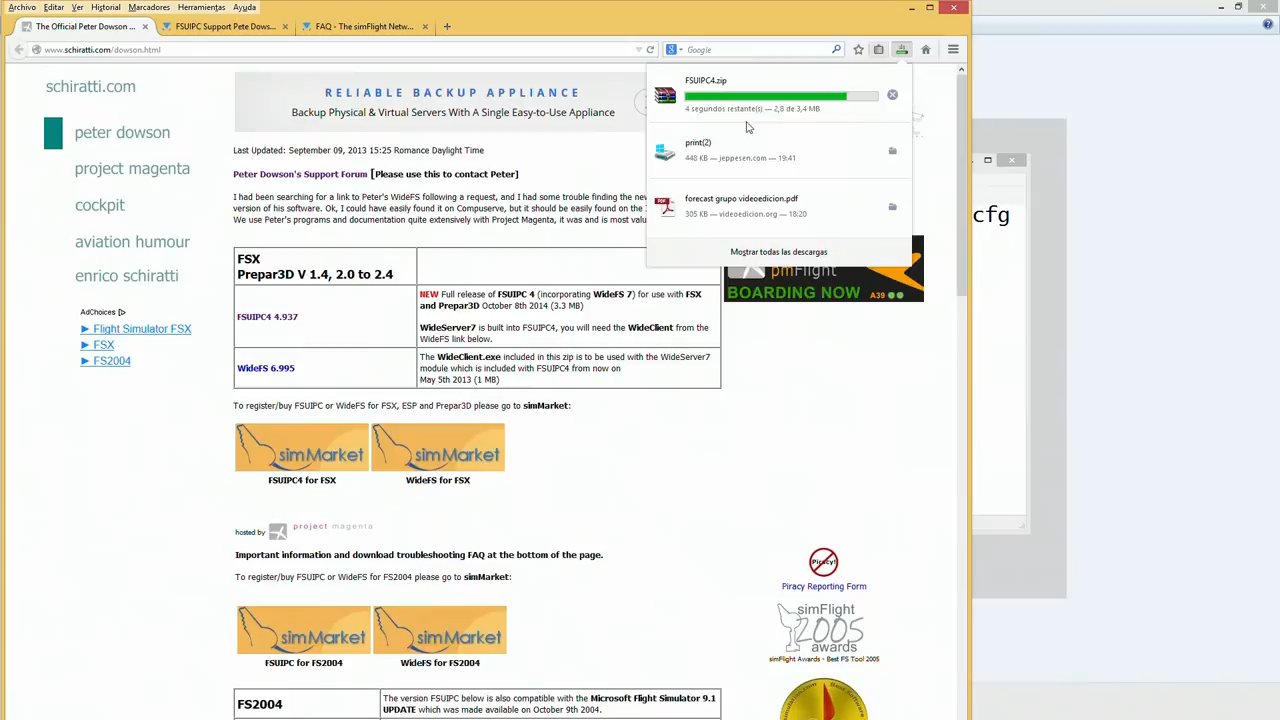 Archivo Editar Ver Historial Marcadores Herramientas Ayuda
The Official Peter Dowson ...
FSUIPC Support Pete Dows...
FAQ - The simFlight Netw...
www.schiratti.com/dowson.html
Google
schiratti.com
peter dowson
project magenta
cockpit
aviation humour
enrico schiratti
AdChoices
► Flight Simulator FSX
► FSX
► FS2004
RELIABLE BACKUP APPLIANCE
Backup Physical & Virtual Servers With A Single Easy-to-Use Appliance
Last Updated: September 09, 2013 15:25 Romance Daylight Time
Peter Dowson's Support Forum [Please use this to contact Peter]
I had been searching for a link to Peter's WideFS following a request, and I had some trouble finding the new
version of his software. Ok, I could have easily found it on Compuserve, but it should be easily found on the
We use Peter's programs and documentation quite extensively with Project Magenta, it was and is most valu
FSUIPC4.zip
4 segundos restante(s) — 2,8 de 3,4 MB
print(2)
448 KB — jeppesen.com — 19:41
forecast grupo videoedicion.pdf
305 KB — videoedicion.org — 18:20
Mostrar todas las descargas
cfg
pmFlight
BOARDING NOW A39
FSX
Prepar3D V 1.4, 2.0 to 2.4
FSUIPC4 4.937
NEW Full release of FSUIPC 4 (incorporating WideFS 7) for use with FSX
and Prepar3D October 8th 2014 (3.3 MB)
WideServer7 is built into FSUIPC4, you will need the WideClient from the
WideFS link below.
WideFS 6.995
The WideClient.exe included in this zip is to be used with the WideServer7
module which is included with FSUIPC4 from now on
May 5th 2013 (1 MB)
To register/buy FSUIPC or WideFS for FSX, ESP and Prepar3D please go to simMarket:
simMarket simMarket
FSUIPC4 for FSX WideFS for FSX
hosted by project magenta
Important information and download troubleshooting FAQ at the bottom of the page.
To register/buy FSUIPC or WideFS for FS2004 please go to simMarket:
simMarket simMarket
FSUIPC for FS2004 WideFS for FS2004
Piracy!
Piracy Reporting Form
simFlight
2005
awards
simFlight Awards - Best FS Tool 2005
FS2004
The version FSUIPC below is also compatible with the Microsoft Flight Simulator 9.1
UPDATE which was made available on October 9th 2004.